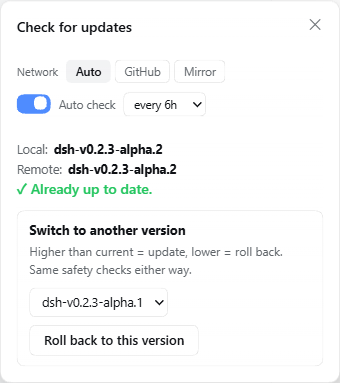 Check for updates
Network Auto GitHub Mirror
Auto check every 6h
Local: dsh-v0.2.3-alpha.2
Remote: dsh-v0.2.3-alpha.2
✓ Already up to date.
Switch to another version
Higher than current = update, lower = roll back.
Same safety checks either way.
dsh-v0.2.3-alpha.1
Roll back to this version